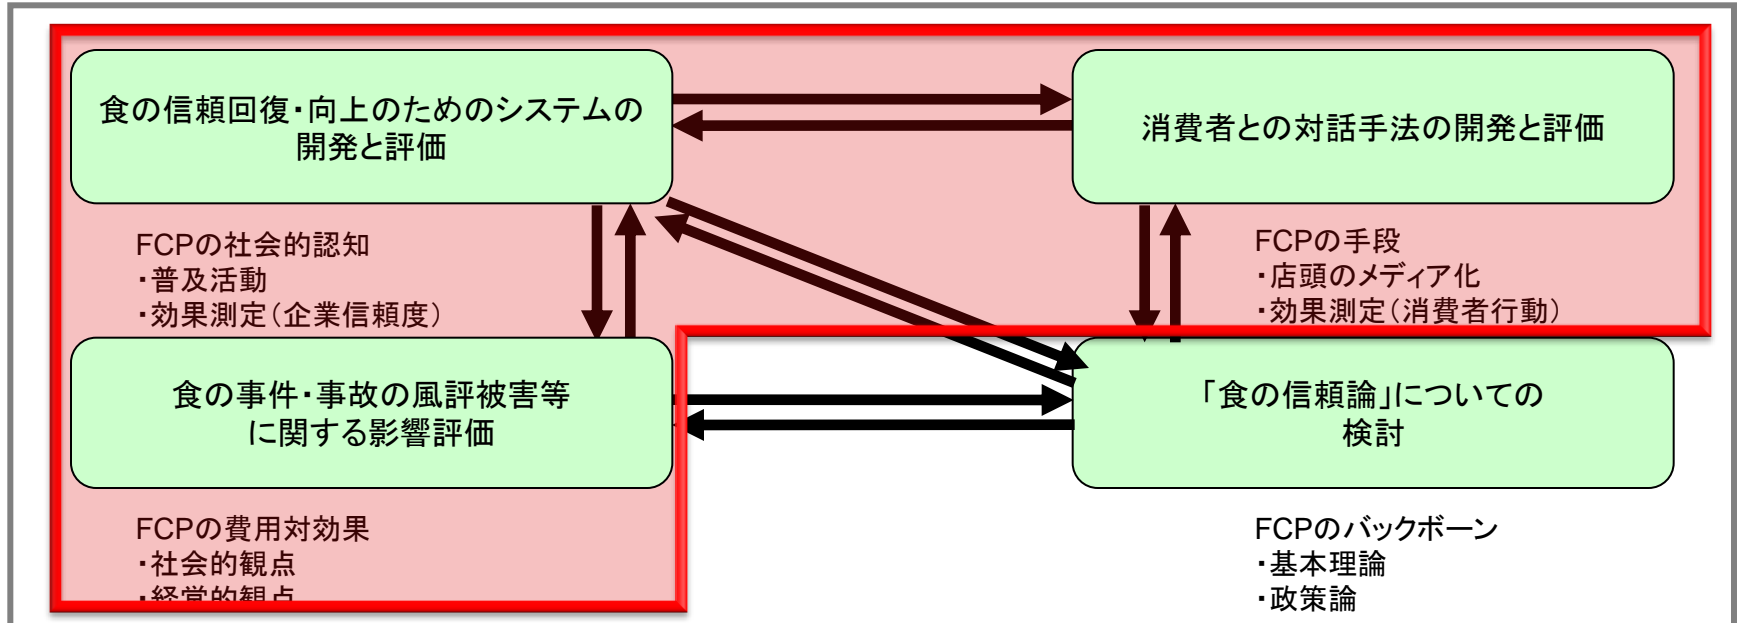 食の信頼回復・向上のためのシステムの
開発と評価
消費者との対話手法の開発と評価
FCPの社会的認知
・普及活動
・効果測定（企業信頼度）
FCPの手段
・店頭のメディア化
・効果測定（消費者行動）
食の事件・事故の風評被害等
に関する影響評価
「食の信頼論」についての
検討
FCPの費用対効果
・社会的観点
・経営的観点
FCPのバックボーン
・基本理論
・政策論